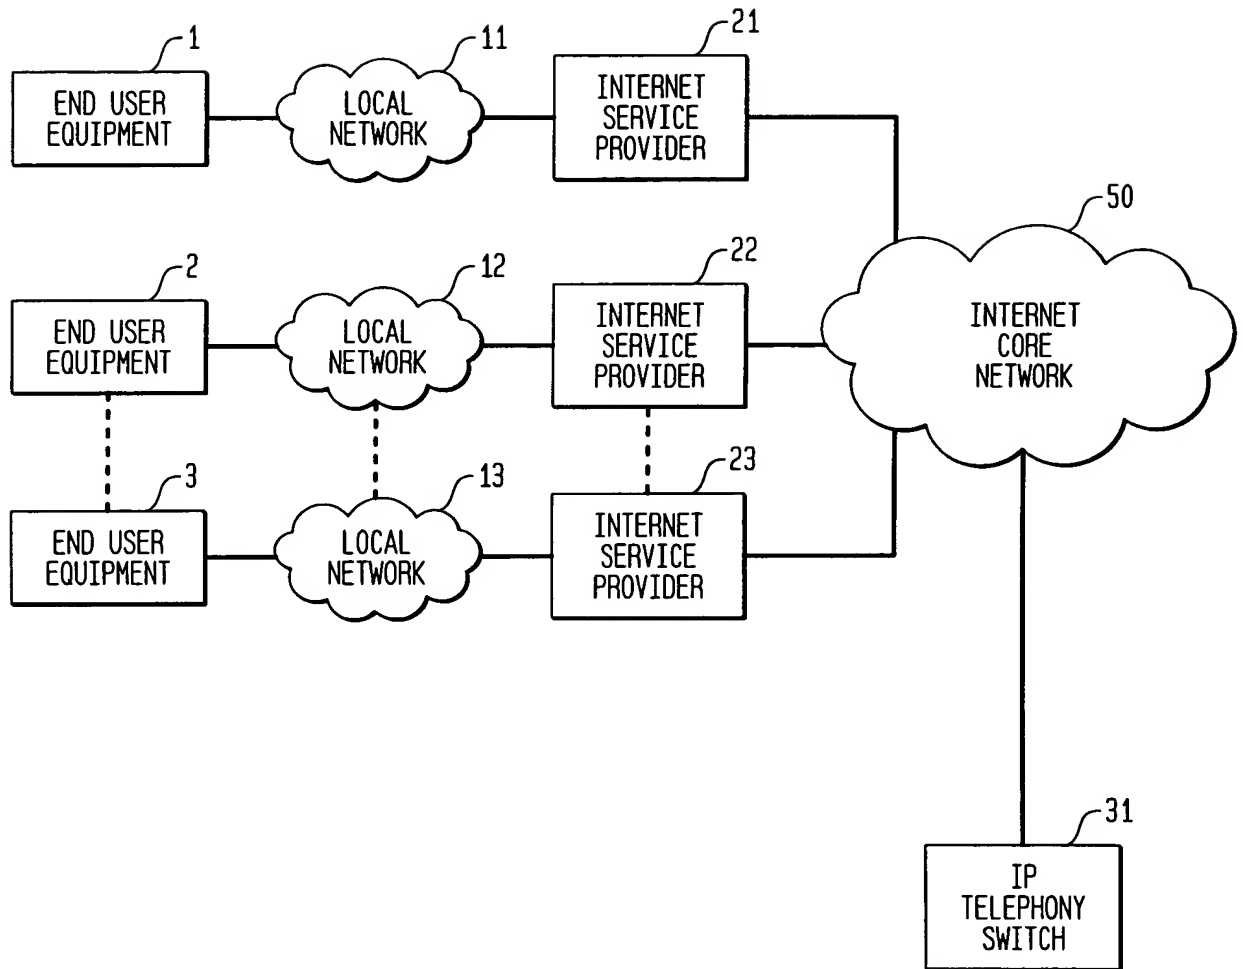 1
11
21
END USER
EQUIPMENT
LOCAL
NETWORK
INTERNET
SERVICE
PROVIDER
50
2
12
22
END USER
EQUIPMENT
LOCAL
NETWORK
INTERNET
SERVICE
PROVIDER
INTERNET
CORE
NETWORK
3
13
23
END USER
EQUIPMENT
LOCAL
NETWORK
INTERNET
SERVICE
PROVIDER
31
IP
TELEPHONY
SWITCH